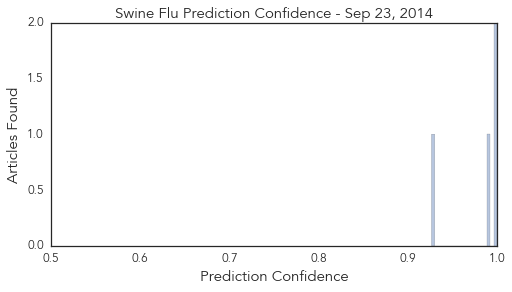 Swine Flu Prediction Confidence - Sep 23, 2014
2.0
1.5
1.0
0.5
0.0
Articles Found
0.5 0.6 0.7 0.8 0.9 1.0
Prediction Confidence